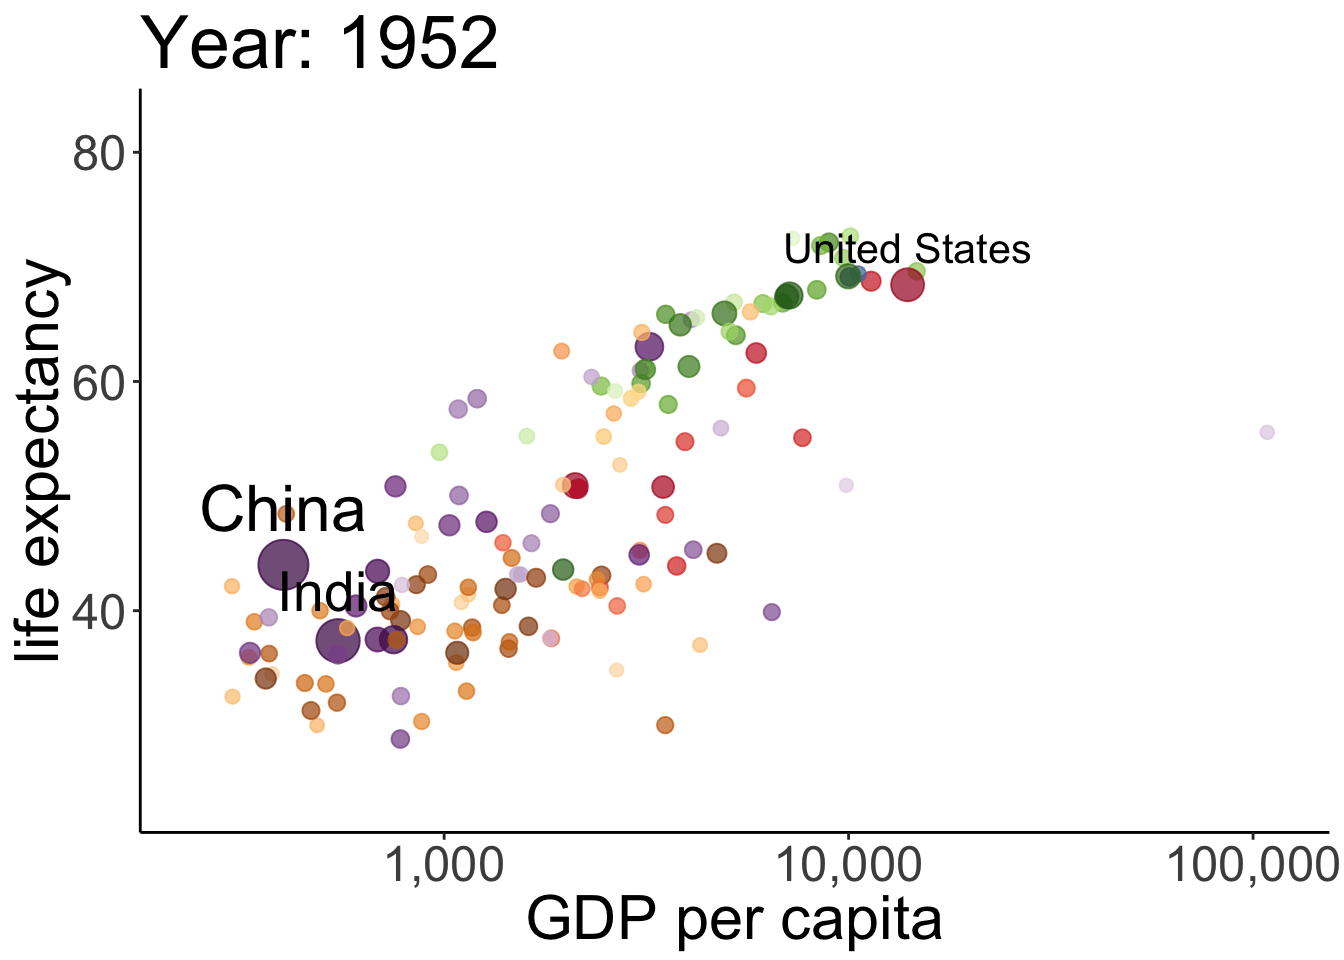 Year: 1952
life expectancy
80
60
40
United States
China
India
1,000
10,000
100,000
GDP per capita